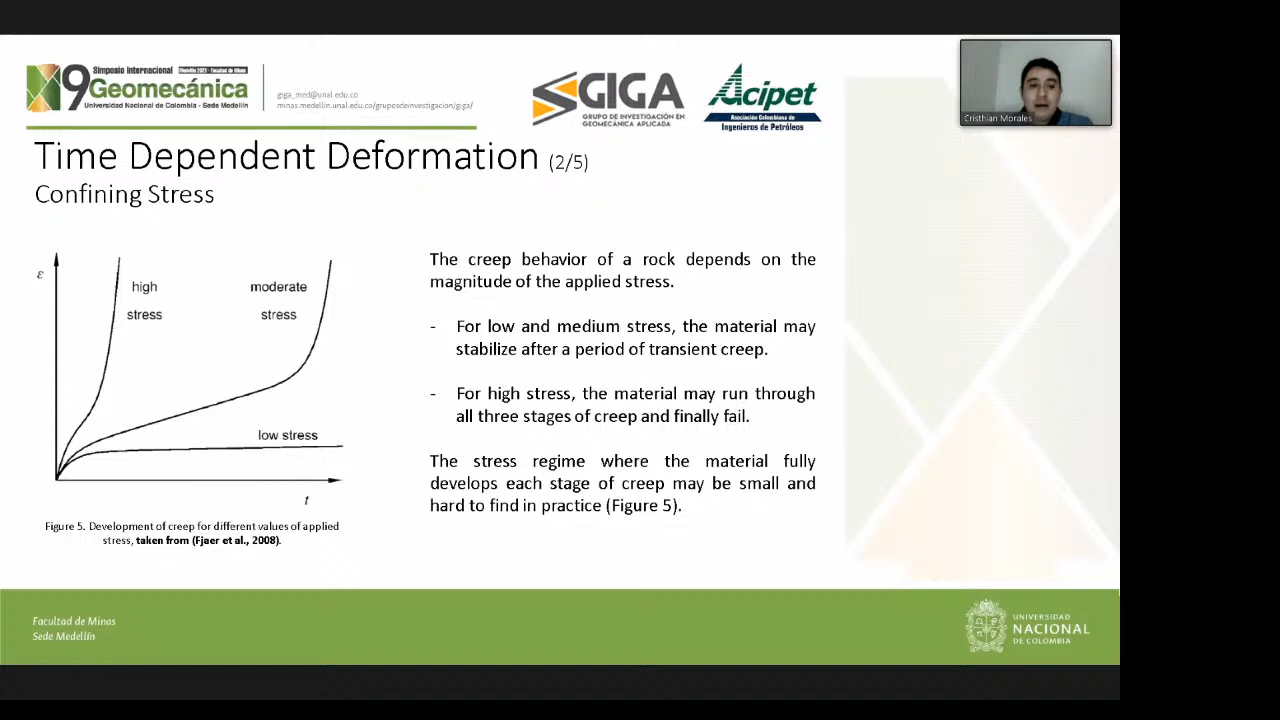 Simposio Internacional
9 Geomecánica
Universidad Nacional de Colombia - Sede Medellín
giga_med@unal.edu.co
minas.medellin.unal.edu.co/gruposdeinvestigacion/giga/
GIGA
GRUPO DE INVESTIGACIÓN EN
GEOMECÁNICA APLICADA
Acipet
Asociación Colombiana de
Ingenieros de Petróleos
Cristhian Morales
Time Dependent Deformation (2/5)
Confining Stress
ε
high
stress
moderate
stress
low stress
t
Figure 5. Development of creep for different values of applied
stress, taken from (Fjaer et al., 2008).
The creep behavior of a rock depends on the
magnitude of the applied stress.
- For low and medium stress, the material may
stabilize after a period of transient creep.
- For high stress, the material may run through
all three stages of creep and finally fail.
The stress regime where the material fully
develops each stage of creep may be small and
hard to find in practice (Figure 5).
Facultad de Minas
Sede Medellín
UNIVERSIDAD
NACIONAL
DE COLOMBIA